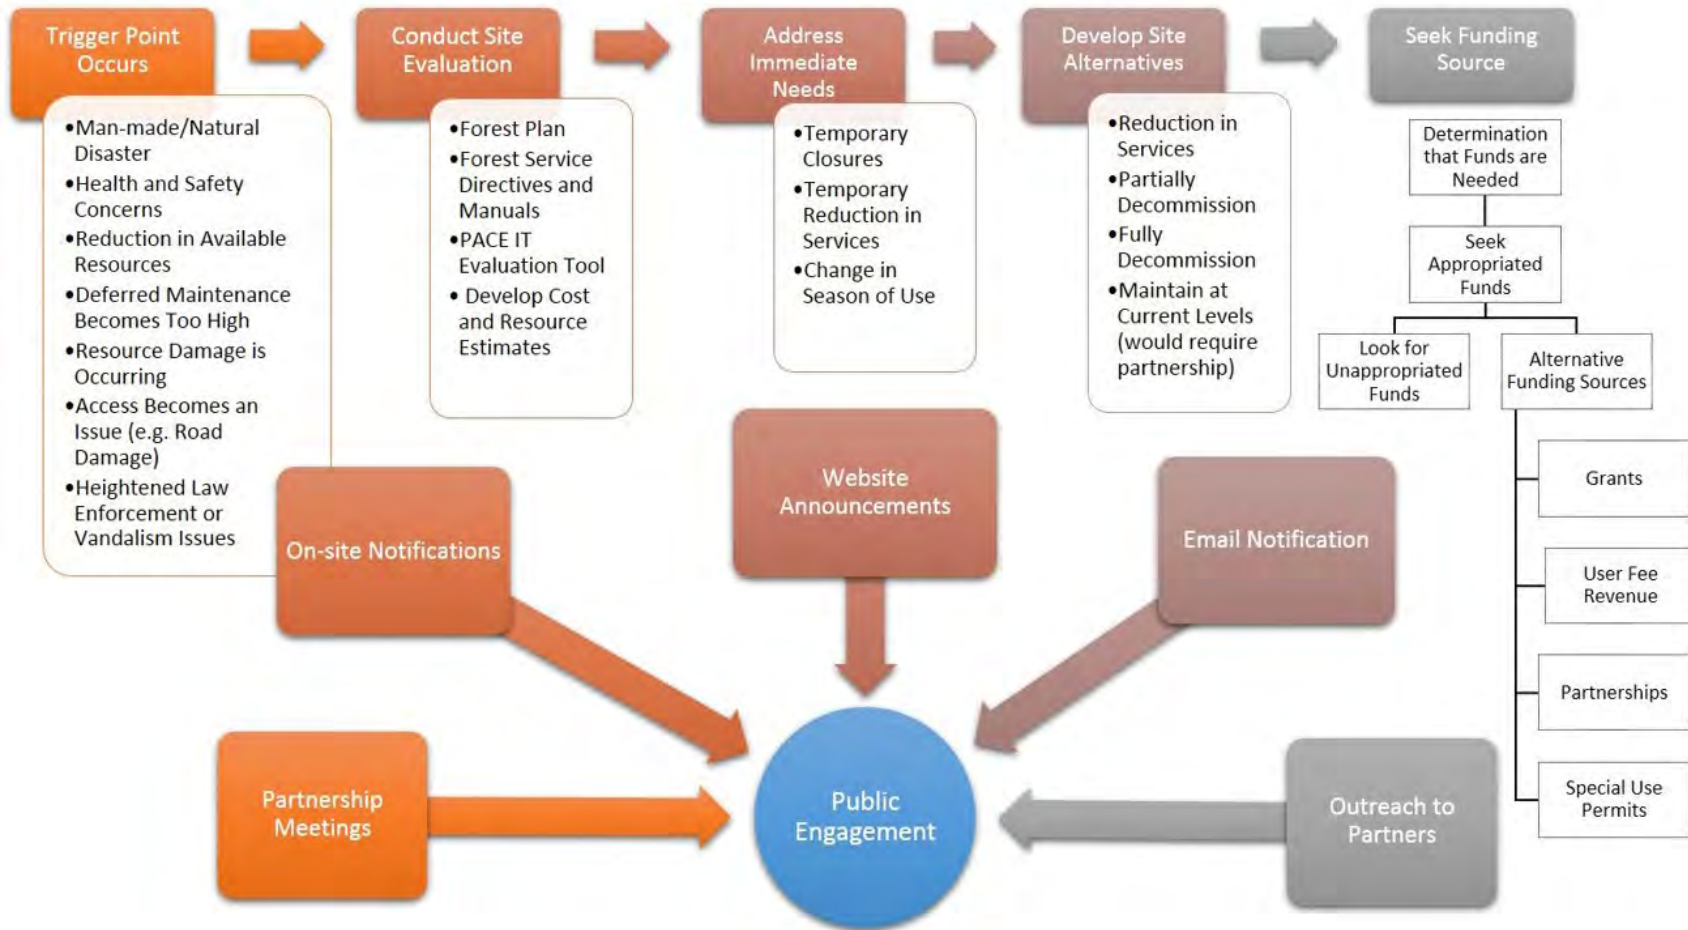 Trigger Point
Occurs
•Man-made/Natural
Disaster
•Health and Safety
Concerns
•Reduction in Available
Resources
•Deferred Maintenance
Becomes Too High
•Resource Damage is
Occurring
•Access Becomes an
Issue (e.g. Road
Damage)
•Heightened Law
Enforcement or
Vandalism Issues
Conduct Site
Evaluation
•Forest Plan
•Forest Service
Directives and
Manuals
•PACE IT
Evaluation Tool
• Develop Cost
and Resource
Estimates
Address
Immediate
Needs
•Temporary
Closures
•Temporary
Reduction in
Services
•Change in
Season of Use
Develop Site
Alternatives
•Reduction in
Services
•Partially
Decommission
•Fully
Decommission
•Maintain at
Current Levels
(would require
partnership)
Seek Funding
Source
Determination
that Funds are
Needed
Seek
Appropriated
Funds
Look for
Unappropriated
Funds
Alternative
Funding Sources
Grants
User Fee
Revenue
Partnerships
Special Use
Permits
On-site Notifications
Website
Announcements
Email Notification
Partnership
Meetings
Public
Engagement
Outreach to
Partners